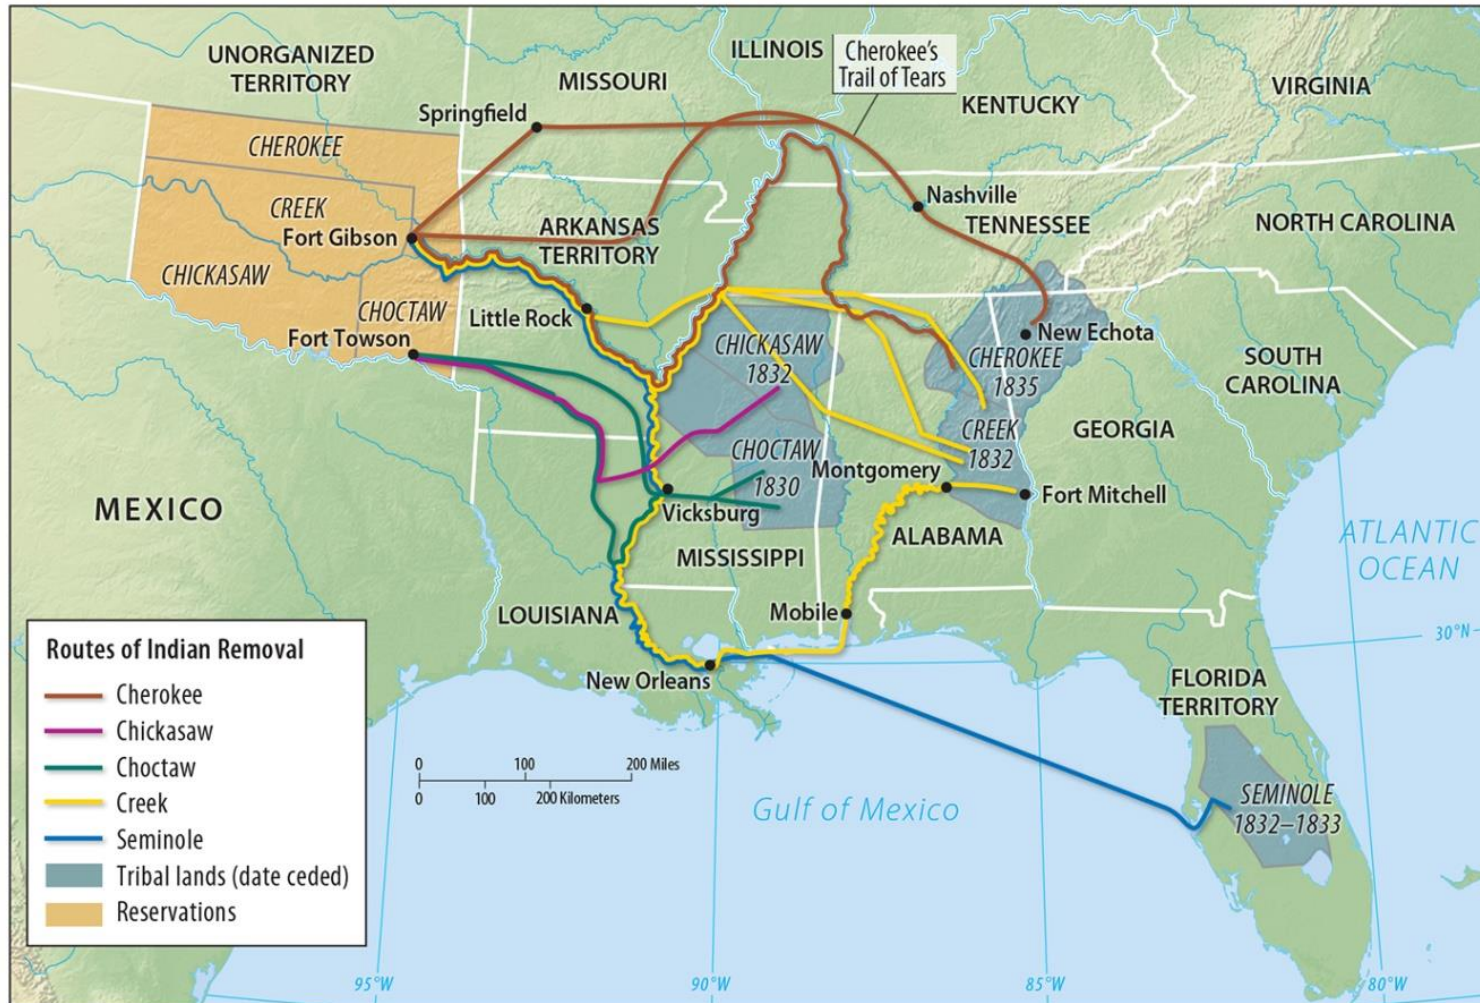 UNORGANIZED
TERRITORY
MISSOURI
ILLINOIS
Cherokee's
Trail of Tears
KENTUCKY
VIRGINIA
Springfield
CHEROKEE
CREEK
Fort Gibson
CHICKASAW
CHOCTAW
Fort Towson
ARKANSAS
TERRITORY
Little Rock
Nashville
TENNESSEE
NORTH CAROLINA
CHICKASAW
1832
New Echota
CHEROKEE
1835
SOUTH
CAROLINA
GEORGIA
CREEK
1832
CHOCTAW
1830
Montgomery
Fort Mitchell
MEXICO
Vicksburg
MISSISSIPPI
ALABAMA
ATLANTIC
OCEAN
LOUISIANA
Mobile
New Orleans
30°N
FLORIDA
TERRITORY
SEMINOLE
1832–1833
Gulf of Mexico
0 100 200 Miles
0 100 200 Kilometers
Routes of Indian Removal
Cherokee
Chickasaw
Choctaw
Creek
Seminole
Tribal lands (date ceded)
Reservations
95°W
90°W
85°W
80°W